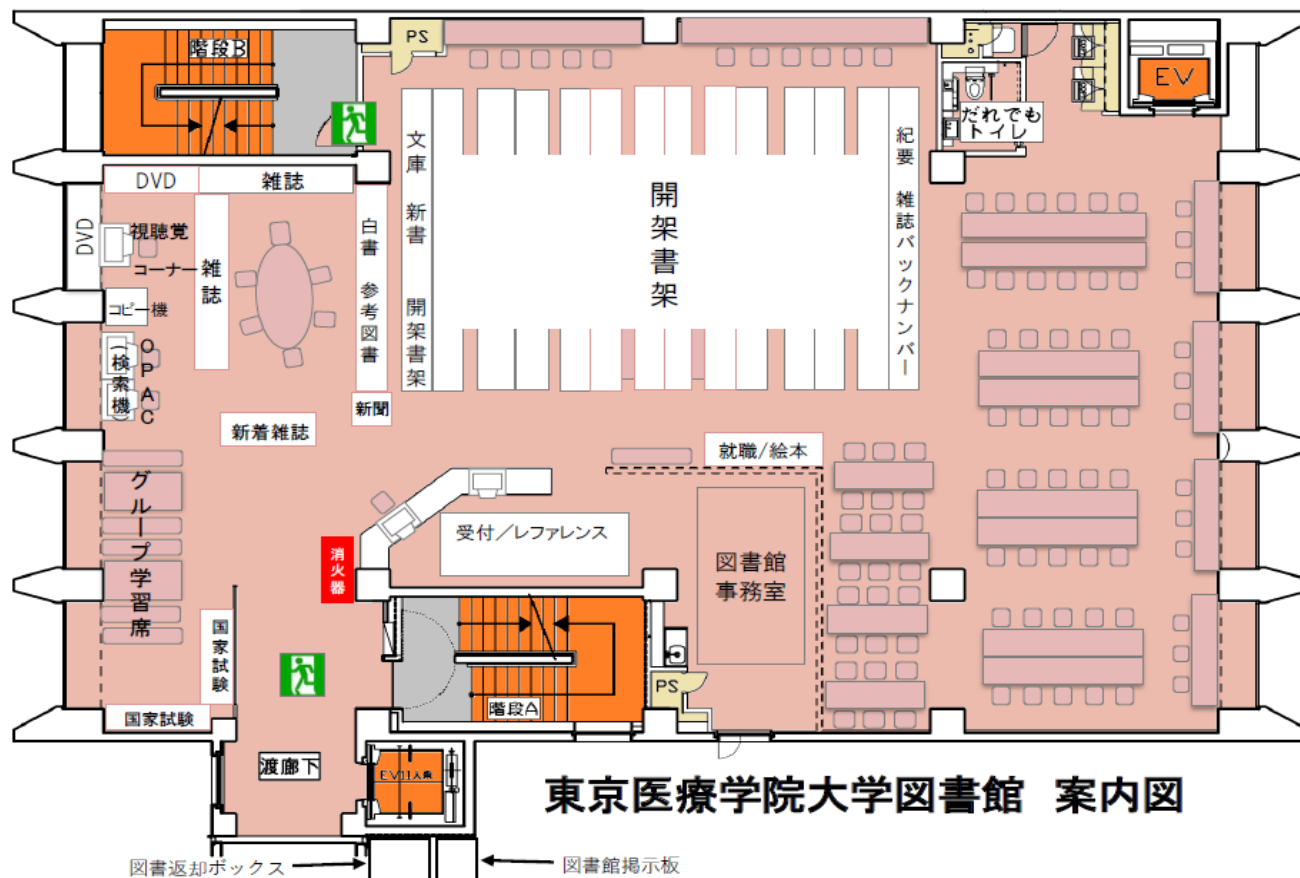 階段B
PS
EV
だれでも
トイレ
DVD
雑誌
DVD
視聴覚
コーナー
雑誌
コピー機
OPAC
(検索機)
白書 参考図書
新聞
文庫 新書 開架書架
開架書架
紀要 雑誌バックナンバー
新着雑誌
就職/絵本
グループ学習席
受付/レファレンス
消火器
図書館
事務室
国家試験
国家試験
階段A
PS
渡廊下
EV11人乗
東京医療学院大学図書館 案内図
図書返却ボックス
図書館掲示板